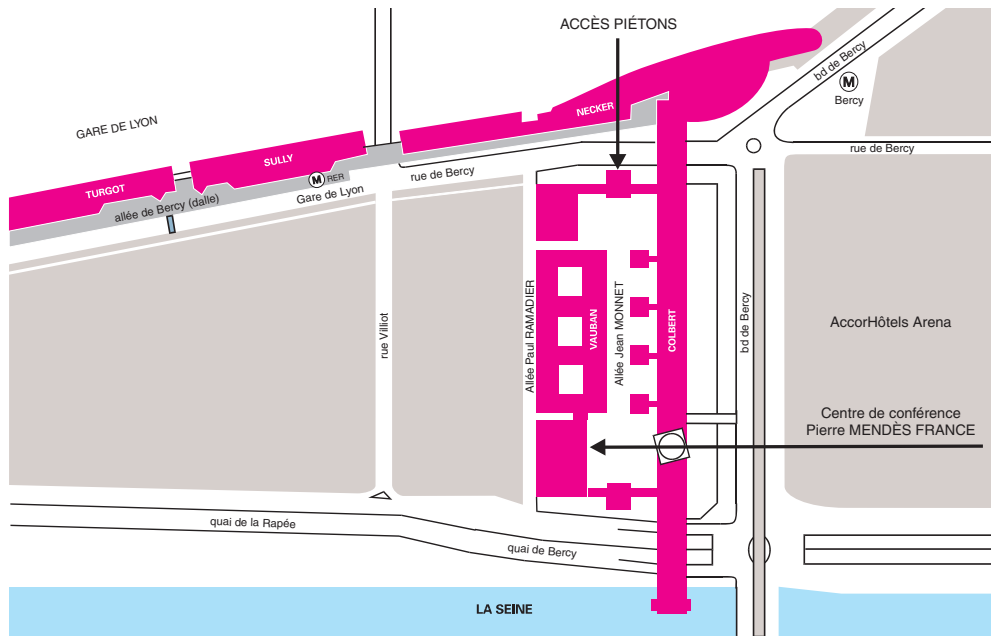 ACCÈS PIÉTONS
bd de Bercy
M
Bercy
NECKER
GARE DE LYON
rue de Bercy
SULLY
M RER
rue de Bercy
TURGOT
Gare de Lyon
allée de Bercy (dalle)
Allée Paul RAMADIER
VAUBAN
Allée Jean MONNET
COLBERT
bd de Bercy
rue Villiot
AccorHôtels Arena
Centre de conférence
Pierre MENDÈS FRANCE
quai de la Rapée
quai de Bercy
LA SEINE